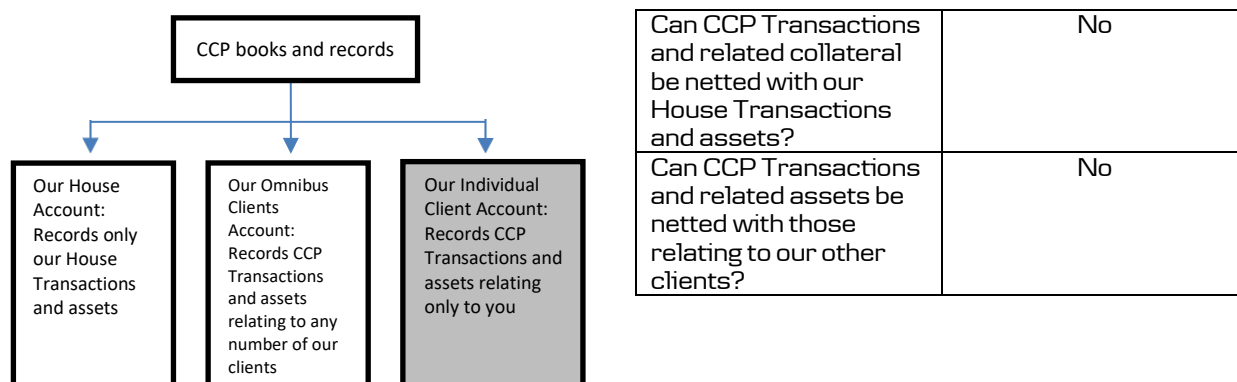 CCP books and records
Our House
Account:
Records only
our House
Transactions
and assets
Our Omnibus
Clients
Account:
Records CCP
Transactions
and assets
relating to any
number of our
clients
Our Individual
Client Account:
Records CCP
Transactions and
assets relating
only to you
Can CCP Transactions
and related collateral
be netted with our
House Transactions
and assets?
No
Can CCP Transactions
and related assets be
netted with those
relating to our other
clients?
No